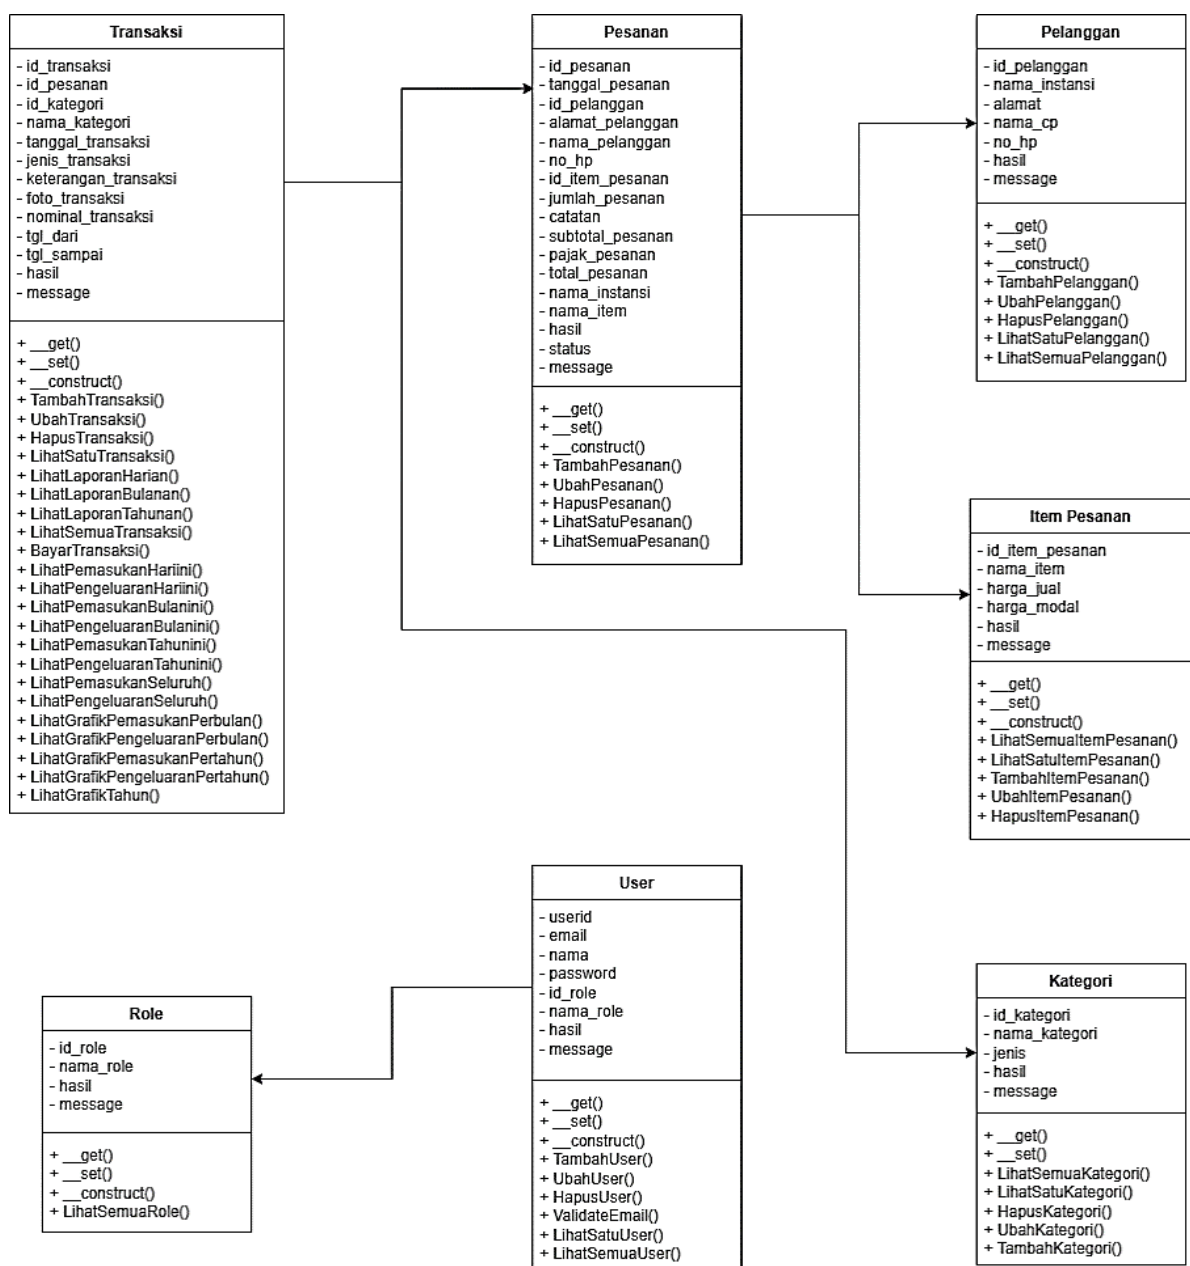 Transaksi
- id_transaksi
- id_pesanan
- id_kategori
- nama_kategori
- tanggal_transaksi
- jenis_transaksi
- keterangan_transaksi
- foto_transaksi
- nominal_transaksi
- tgl_dari
- tgl_sampai
- hasil
- message
+ __get()
+ __set()
+ __construct()
+ TambahTransaksi()
+ UbahTransaksi()
+ HapusTransaksi()
+ LihatSatuTransaksi()
+ LihatLaporanHarian()
+ LihatLaporanBulanan()
+ LihatLaporanTahunan()
+ LihatSemuaTransaksi()
+ BayarTransaksi()
+ LihatPemasukanHariini()
+ LihatPengeluaranHariini()
+ LihatPemasukanBulanini()
+ LihatPengeluaranBulanini()
+ LihatPemasukanTahunini()
+ LihatPengeluaranTahunini()
+ LihatPemasukanSeluruh()
+ LihatPengeluaranSeluruh()
+ LihatGrafikPemasukanPerbulan()
+ LihatGrafikPengeluaranPerbulan()
+ LihatGrafikPemasukanPertahun()
+ LihatGrafikPengeluaranPertahun()
+ LihatGrafikTahun()
Pesanan
- id_pesanan
- tanggal_pesanan
- id_pelanggan
- alamat_pelanggan
- nama_pelanggan
- no_hp
- id_item_pesanan
- jumlah_pesanan
- catatan
- subtotal_pesanan
- pajak_pesanan
- total_pesanan
- nama_instansi
- nama_item
- hasil
- status
- message
+ __get()
+ __set()
+ __construct()
+ TambahPesanan()
+ UbahPesanan()
+ HapusPesanan()
+ LihatSatuPesanan()
+ LihatSemuaPesanan()
Pelanggan
- id_pelanggan
- nama_instansi
- alamat
- nama_cp
- no_hp
- hasil
- message
+ __get()
+ __set()
+ __construct()
+ TambahPelanggan()
+ UbahPelanggan()
+ HapusPelanggan()
+ LihatSatuPelanggan()
+ LihatSemuaPelanggan()
Item Pesanan
- id_item_pesanan
- nama_item
- harga_jual
- harga_modal
- hasil
- message
+ __get()
+ __set()
+ __construct()
+ LihatSemuaItemPesanan()
+ LihatSatuItemPesanan()
+ TambahItemPesanan()
+ UbahItemPesanan()
+ HapusItemPesanan()
Role
- id_role
- nama_role
- hasil
- message
+ __get()
+ __set()
+ __construct()
+ LihatSemuaRole()
User
- userid
- email
- nama
- password
- id_role
- nama_role
- hasil
- message
+ __get()
+ __set()
+ __construct()
+ TambahUser()
+ UbahUser()
+ HapusUser()
+ ValidateEmail()
+ LihatSatuUser()
+ LihatSemuaUser()
Kategori
- id_kategori
- nama_kategori
- jenis
- hasil
- message
+ __get()
+ __set()
+ LihatSemuaKategori()
+ LihatSatuKategori()
+ HapusKategori()
+ UbahKategori()
+ TambahKategori()